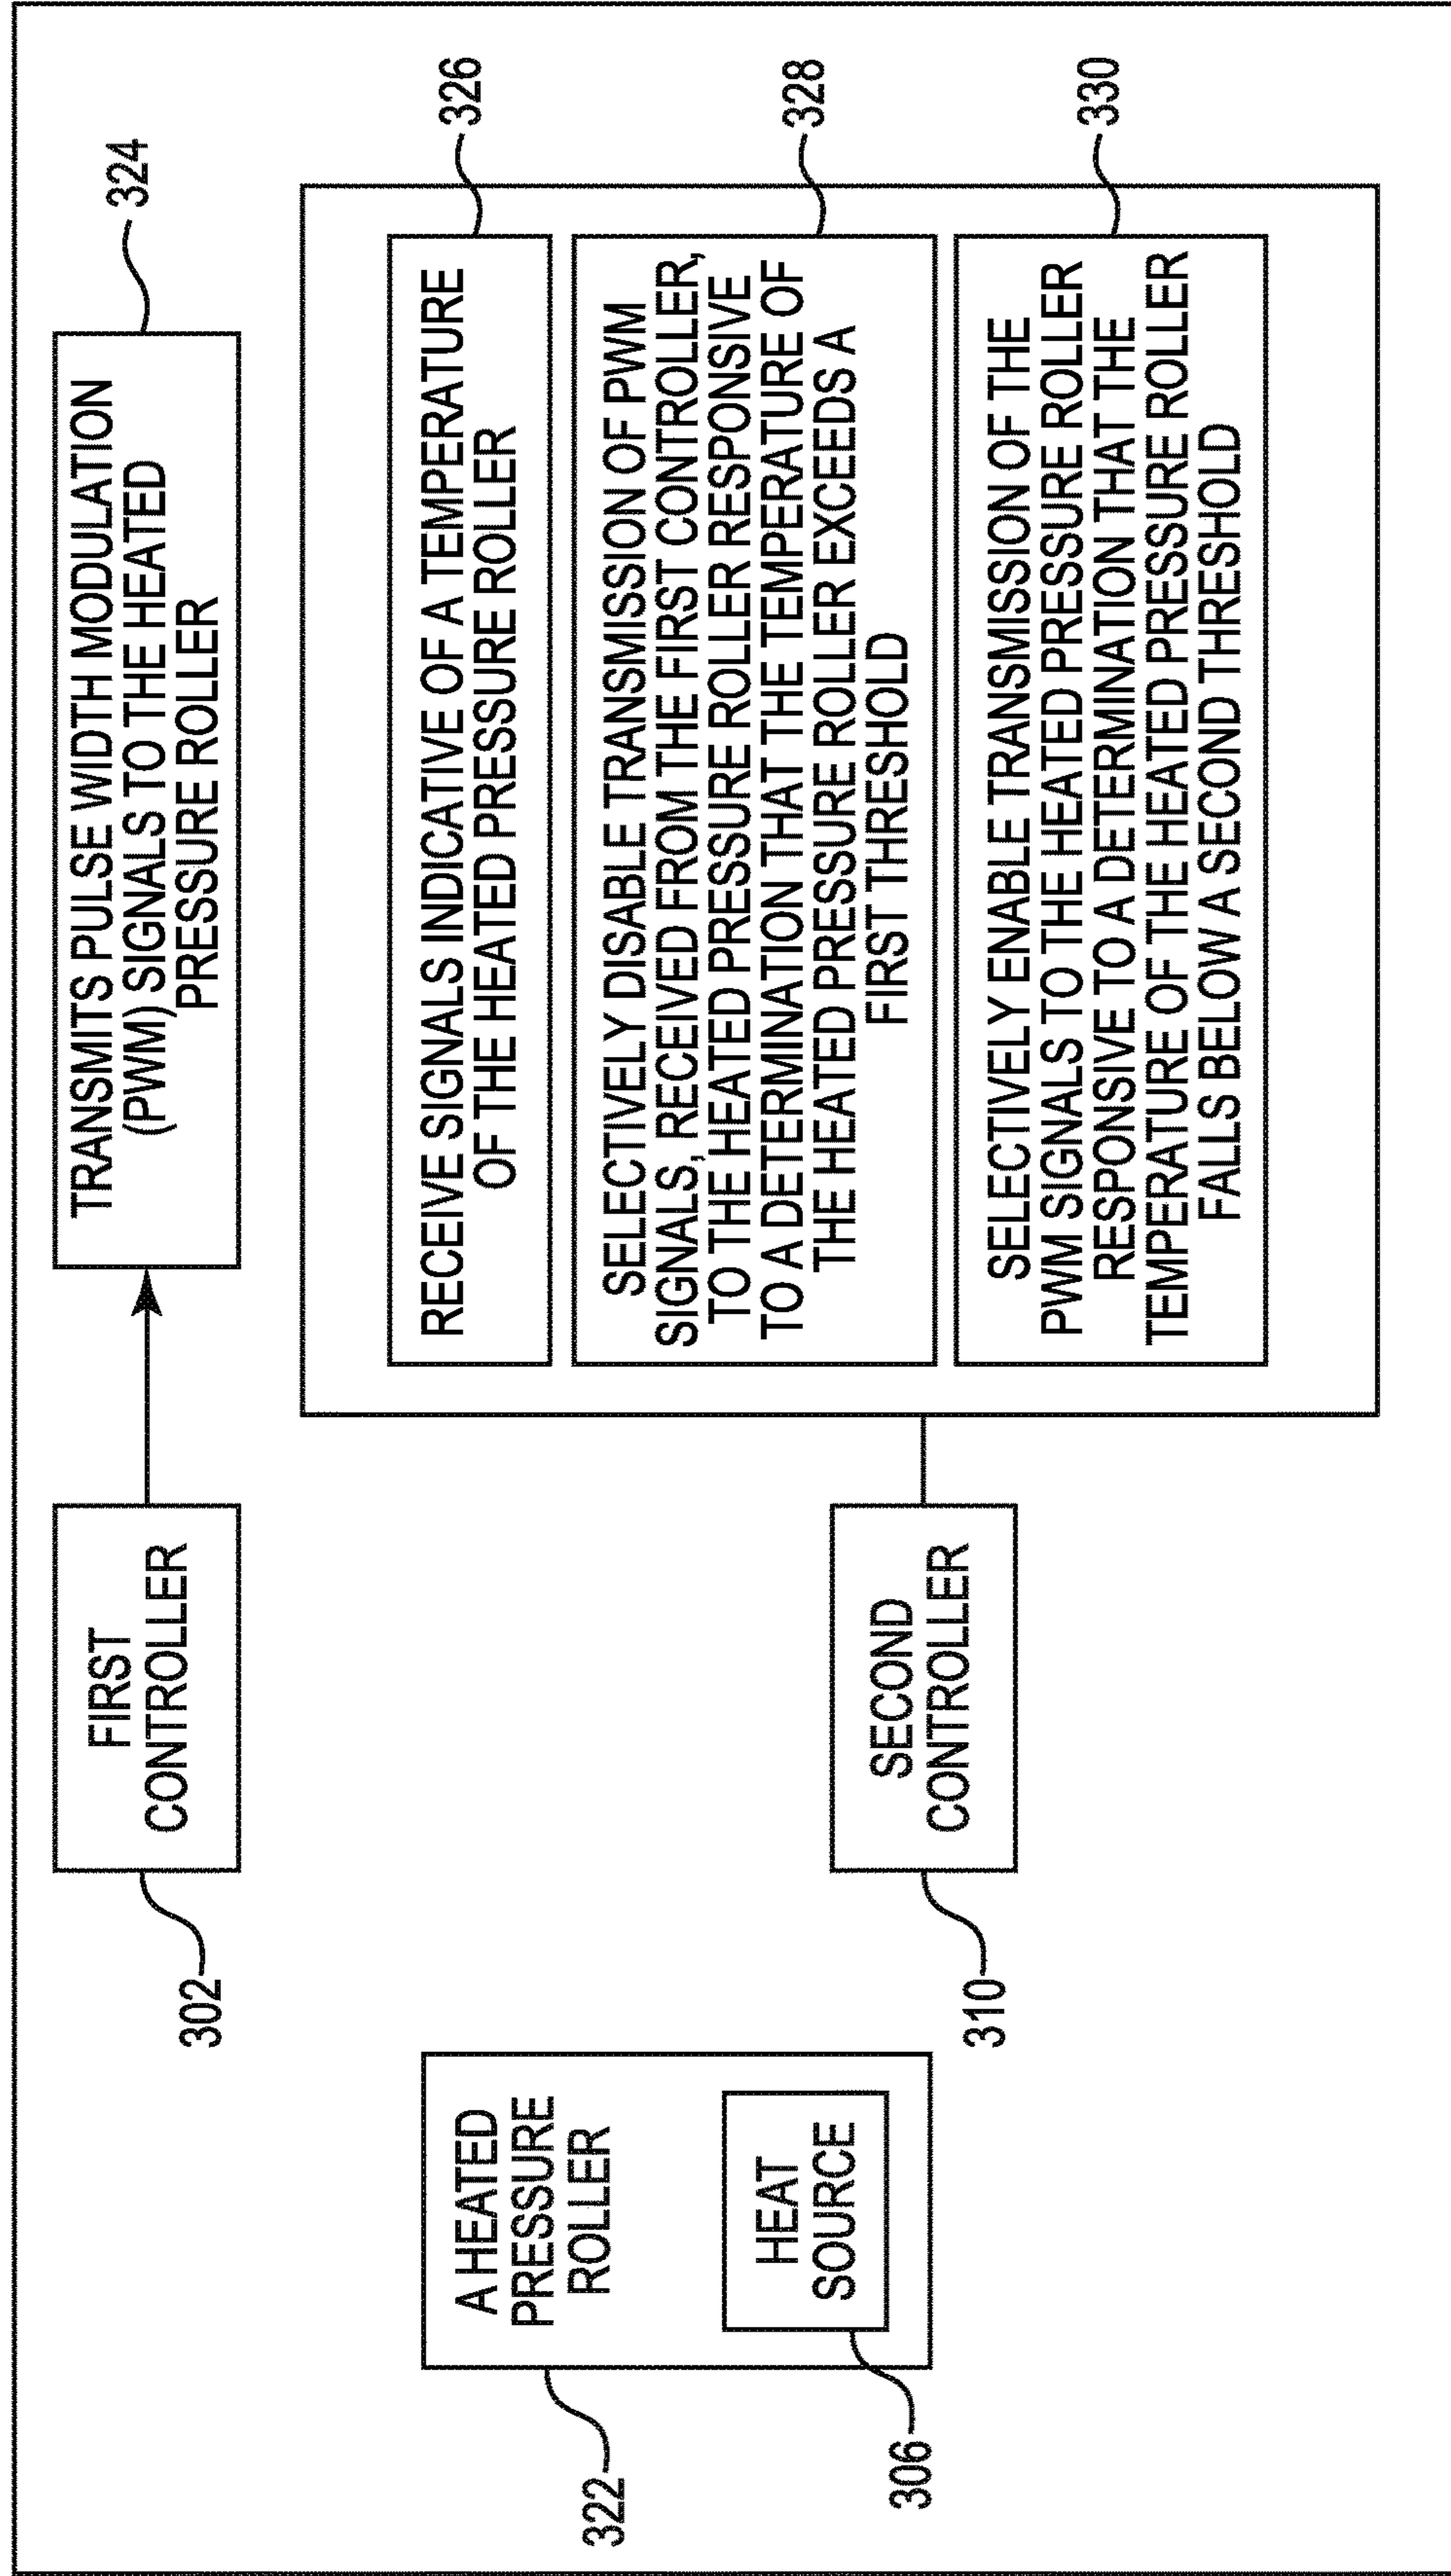 322
A HEATED
PRESSURE
ROLLER
306
HEAT
SOURCE
302
FIRST
CONTROLLER
324
TRANSMITS PULSE WIDTH MODULATION
(PWM) SIGNALS TO THE HEATED
PRESSURE ROLLER
310
SECOND
CONTROLLER
326
RECEIVE SIGNALS INDICATIVE OF A TEMPERATURE
OF THE HEATED PRESSURE ROLLER
328
SELECTIVELY DISABLE TRANSMISSION OF PWM
SIGNALS, RECEIVED FROM THE FIRST CONTROLLER,
TO THE HEATED PRESSURE ROLLER RESPONSIVE
TO A DETERMINATION THAT THE TEMPERATURE OF
THE HEATED PRESSURE ROLLER EXCEEDS A
FIRST THRESHOLD
330
SELECTIVELY ENABLE TRANSMISSION OF THE
PWM SIGNALS TO THE HEATED PRESSURE ROLLER
RESPONSIVE TO A DETERMINATION THAT THE
TEMPERATURE OF THE HEATED PRESSURE ROLLER
FALLS BELOW A SECOND THRESHOLD